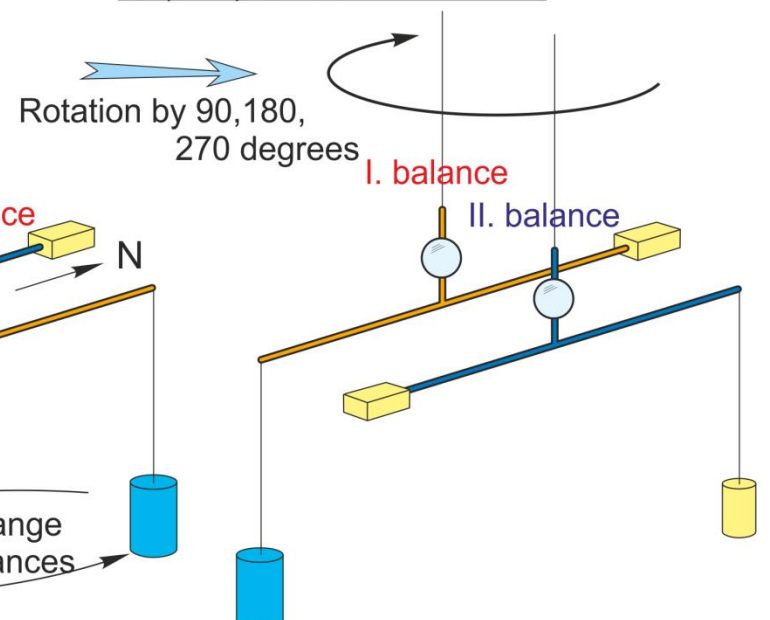 Rotation by 90,180,
270 degrees
I. balance
II. balance
N